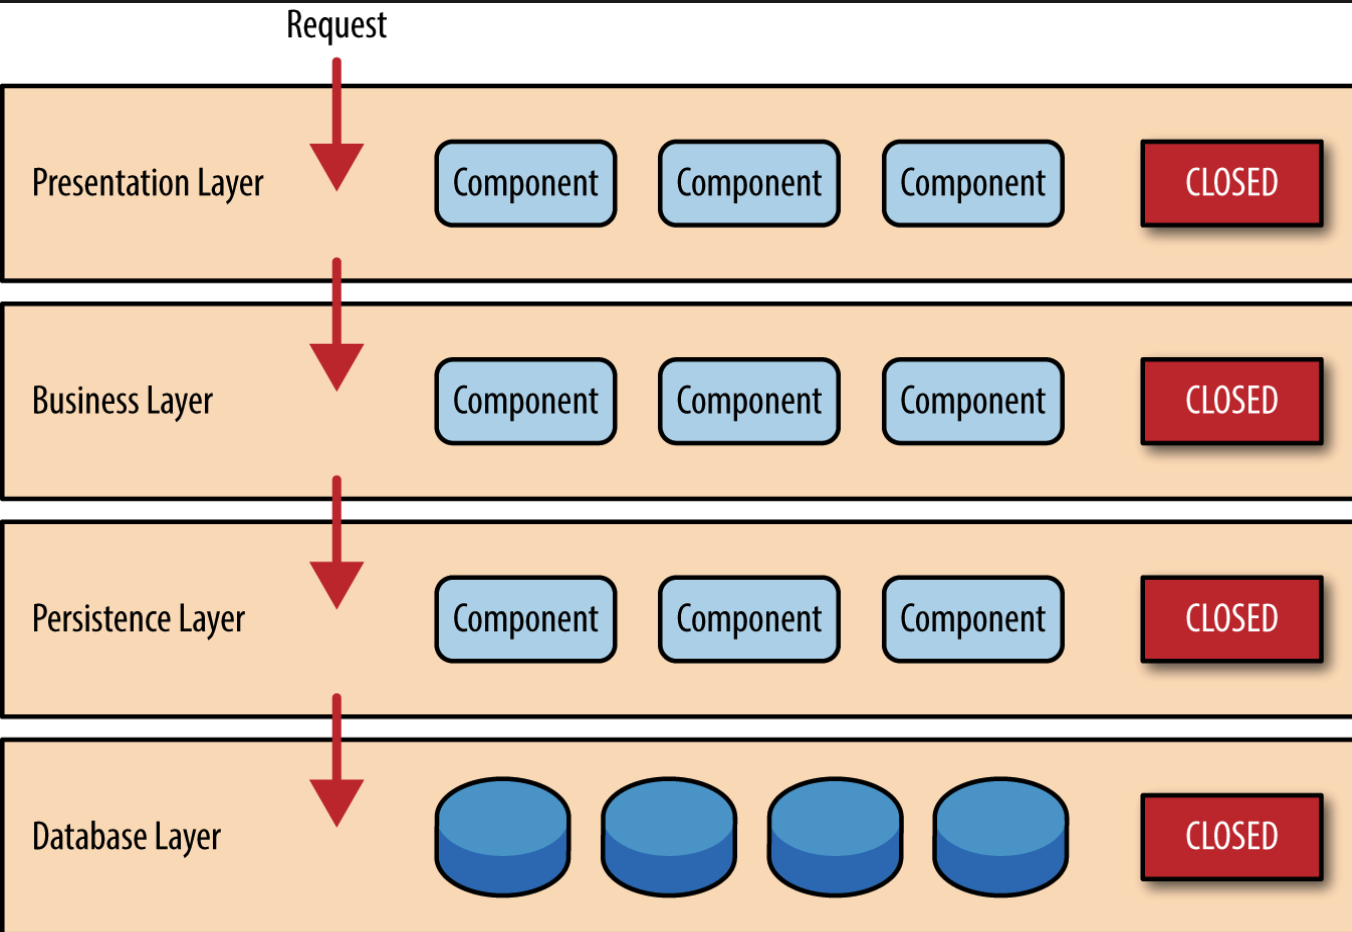 Request
Presentation Layer Component Component Component CLOSED
Business Layer Component Component Component CLOSED
Persistence Layer Component Component Component CLOSED
Database Layer CLOSED